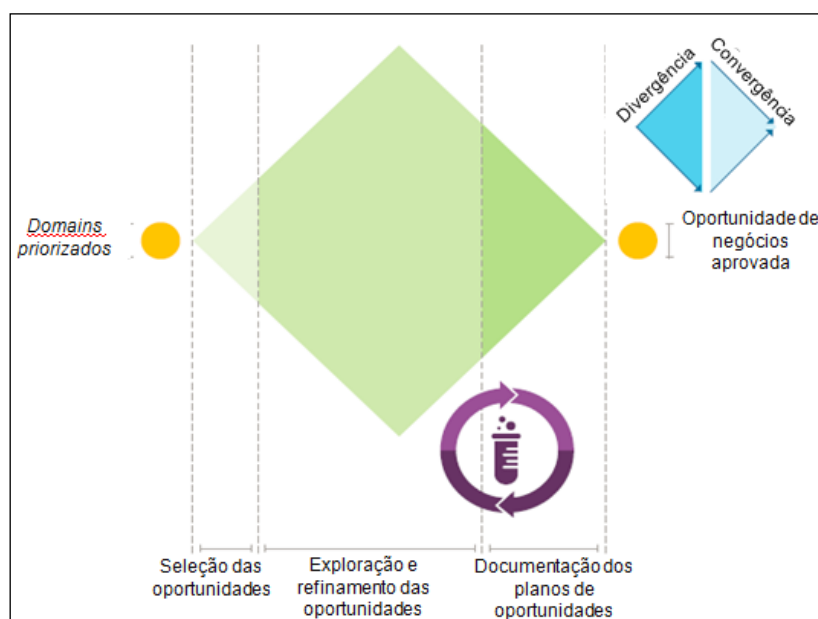 Divergência
Convergência
Domains
priorizados
Oportunidade de
negócios
aprovada
Seleção das
oportunidades
Exploração e
refinamento das
oportunidades
Documentação dos
planos de
oportunidades